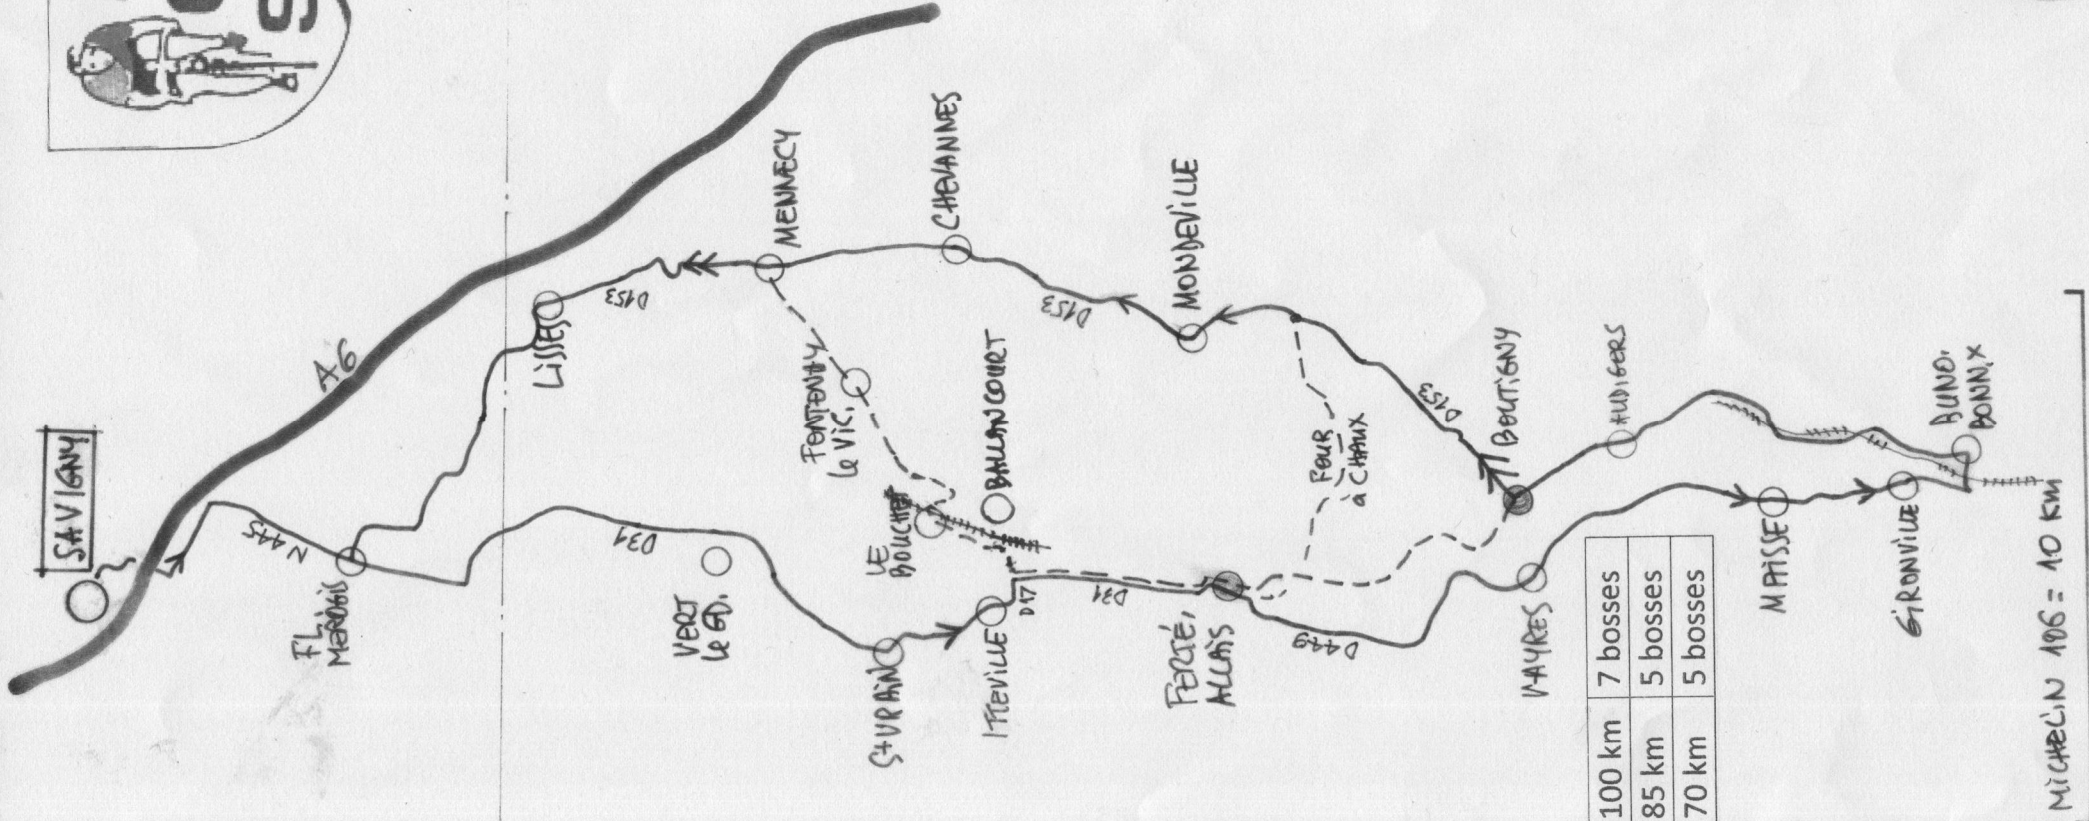 SAVIGNY
A6
N445
FL.
MEROGIS
LISSES
D153
D31
VERT
le GD.
MENNECY
FONTENAY
le VIC.
CHEVANNES
LE
BOUCHET
BALLANCOURT
St VRAIN
ITTEVILLE
D17
D31
D153
MONDEVILLE
FERTÉ,
ALLAIS
FOUR
à CHAUX
D449
D153
BOUTIGNY
VAYRES
AUDIGERS
MAISSE
GIRONVILLE
BUNO.
BONN,X
100 km 7 bosses
85 km 5 bosses
70 km 5 bosses
MICHELIN 106 = 10 KM